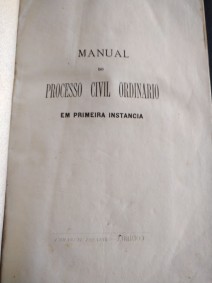 MANUAL
DO
PROCESSO CIVIL ORDINARIO
EM PRIMEIRA INSTANCIA